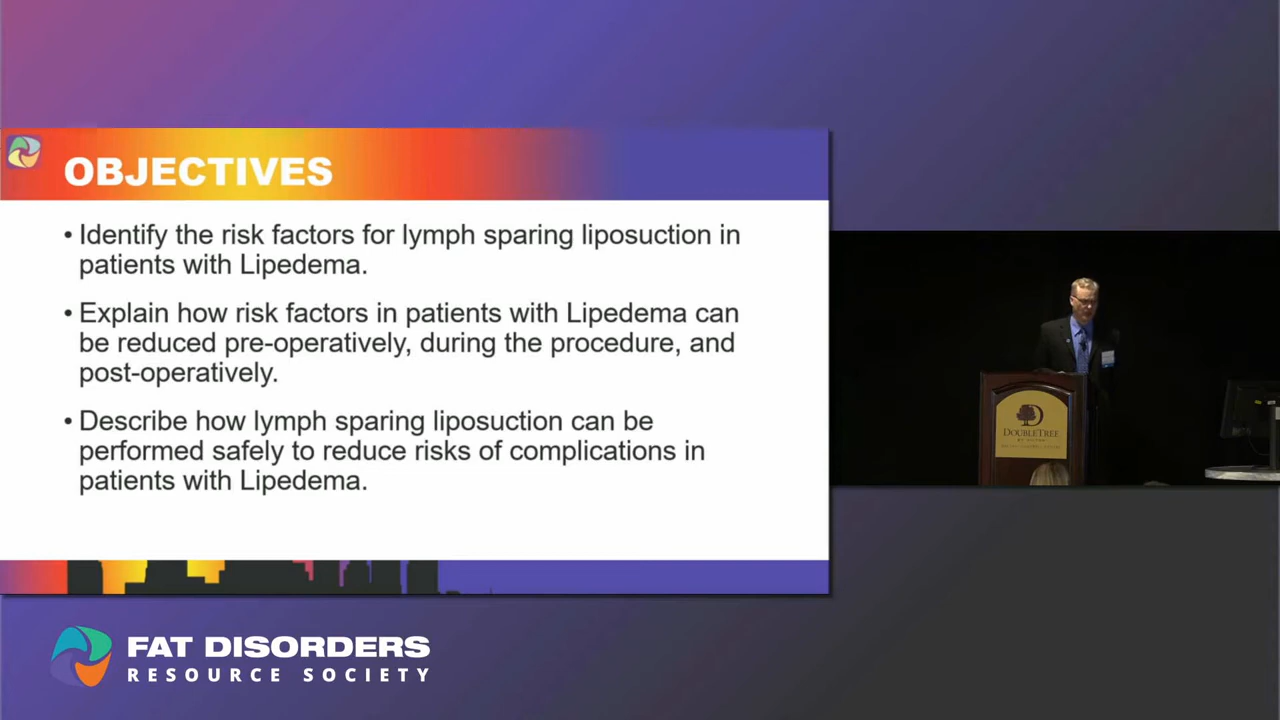 OBJECTIVES
• Identify the risk factors for lymph sparing liposuction in
patients with Lipedema.
• Explain how risk factors in patients with Lipedema can
be reduced pre-operatively, during the procedure, and
post-operatively.
• Describe how lymph sparing liposuction can be
performed safely to reduce risks of complications in
patients with Lipedema.
DOUBLETREE
BY HILTON
FAT DISORDERS
RESOURCE SOCIETY